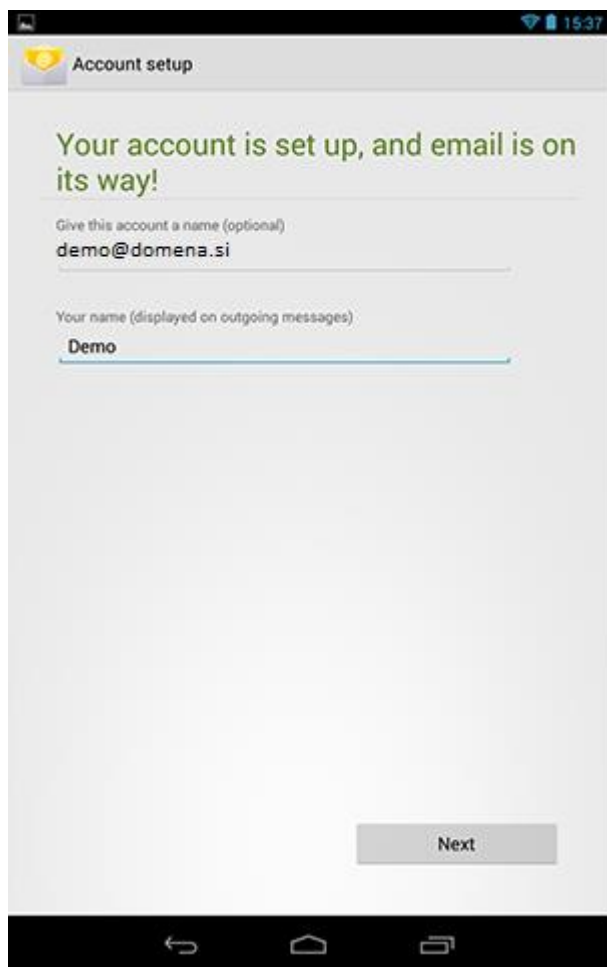 15:37
Account setup
Your account is set up, and email is on
its way!
Give this account a name (optional)
demo@domena.si
Your name (displayed on outgoing messages)
Demo
Next